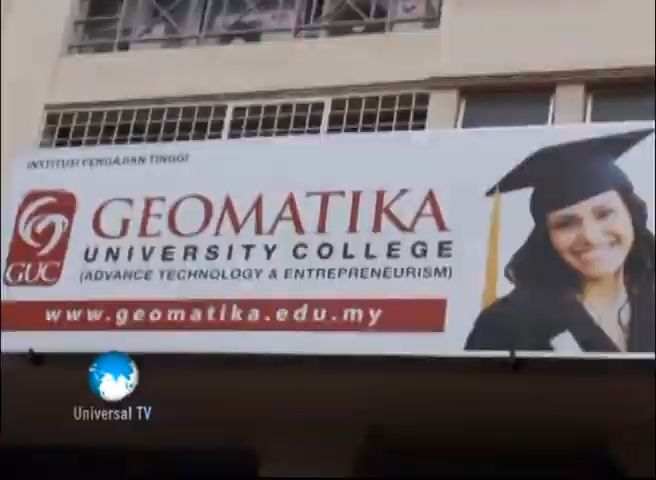 INSTITUSI PENGAJIAN TINGGI
GUC
GEOMATIKA
UNIVERSITY COLLEGE
(ADVANCE TECHNOLOGY & ENTREPRENEURISM)
www.geomatika.edu.my
Universal TV